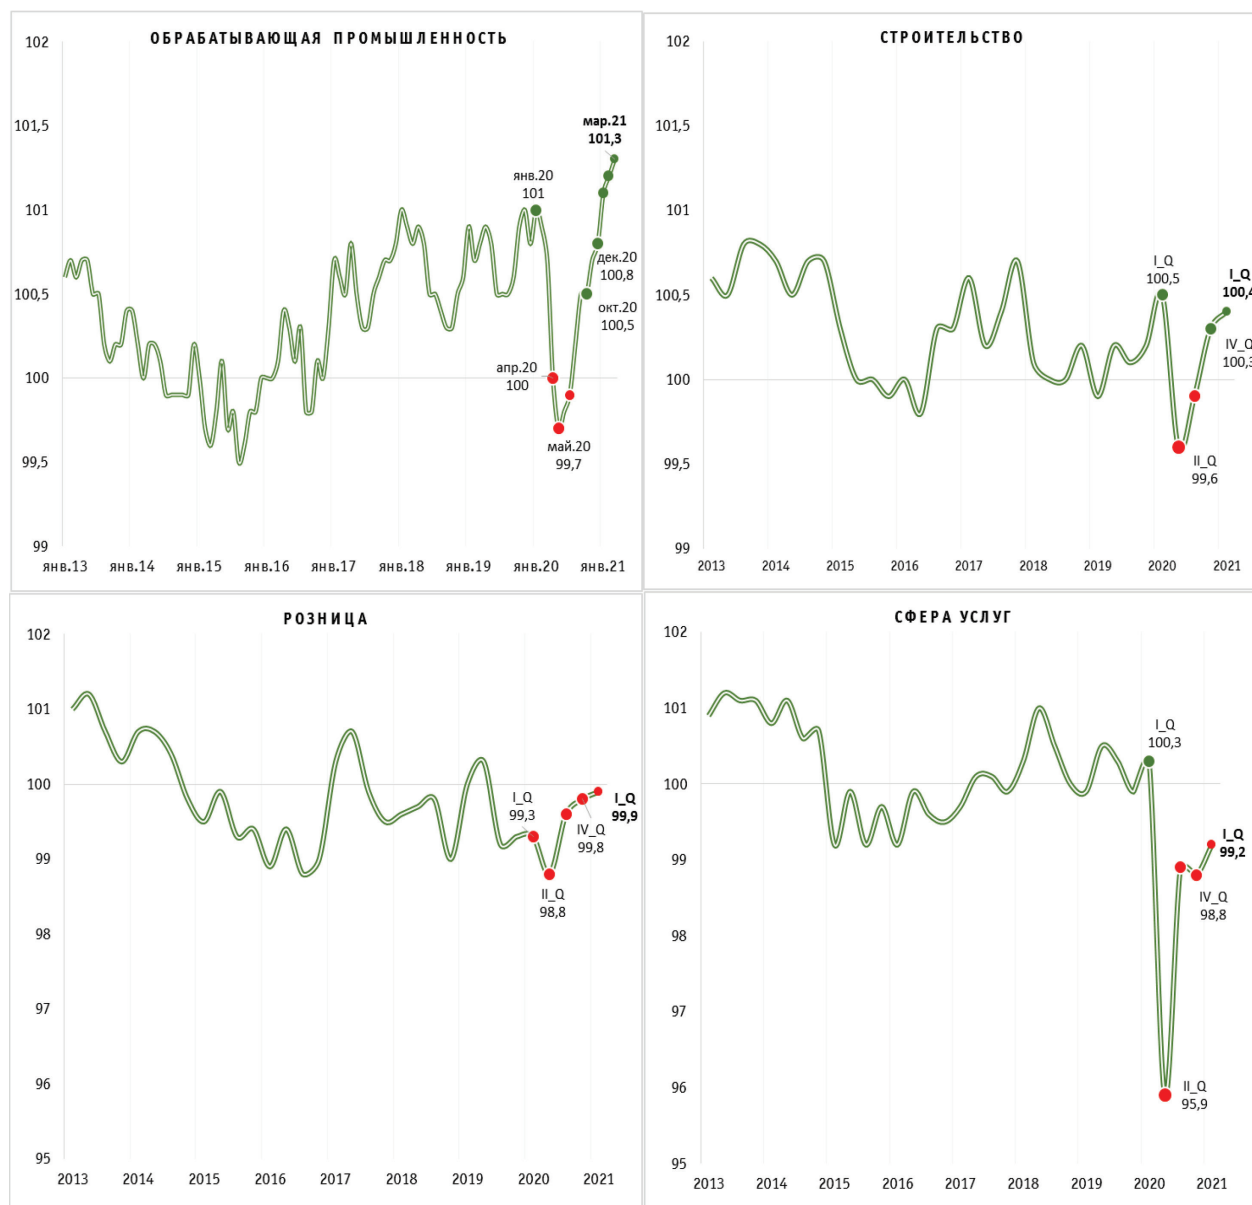 ОБРАБАТЫВАЮЩАЯ ПРОМЫШЛЕННОСТЬ
102
101,5
101
100,5
100
99,5
99
янв.13
янв.14
янв.15
янв.16
янв.17
янв.18
янв.19
янв.20
янв.21
янв.20
101
апр.20
100
май.20
99,7
окт.20
100,5
дек.20
100,8
мар.21
101,3
СТРОИТЕЛЬСТВО
102
101,5
101
100,5
100
99,5
99
2013
2014
2015
2016
2017
2018
2019
2020
2021
I_Q
100,5
II_Q
99,6
IV_Q
100,3
I_Q
100,4
РОЗНИЦА
102
101
100
99
98
97
96
95
2013
2014
2015
2016
2017
2018
2019
2020
2021
I_Q
99,3
II_Q
98,8
IV_Q
99,8
I_Q
99,9
СФЕРА УСЛУГ
102
101
100
99
98
97
96
95
2013
2014
2015
2016
2017
2018
2019
2020
2021
I_Q
100,3
II_Q
95,9
IV_Q
98,8
I_Q
99,2